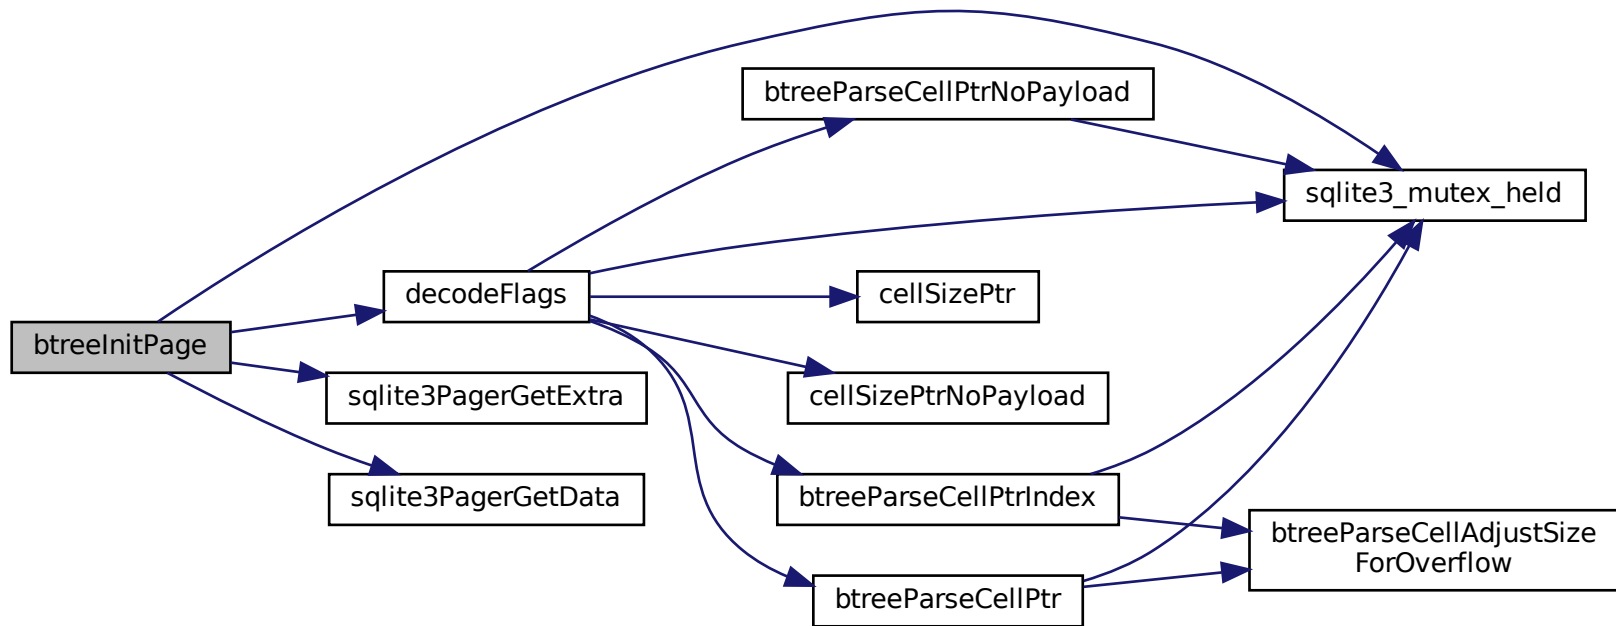 btreeParseCellPtrNoPayload
sqlite3_mutex_held
decodeFlags
cellSizePtr
btreeInitPage
sqlite3PagerGetExtra
cellSizePtrNoPayload
sqlite3PagerGetData
btreeParseCellPtrIndex
btreeParseCellAdjustSize
ForOverflow
btreeParseCellPtr